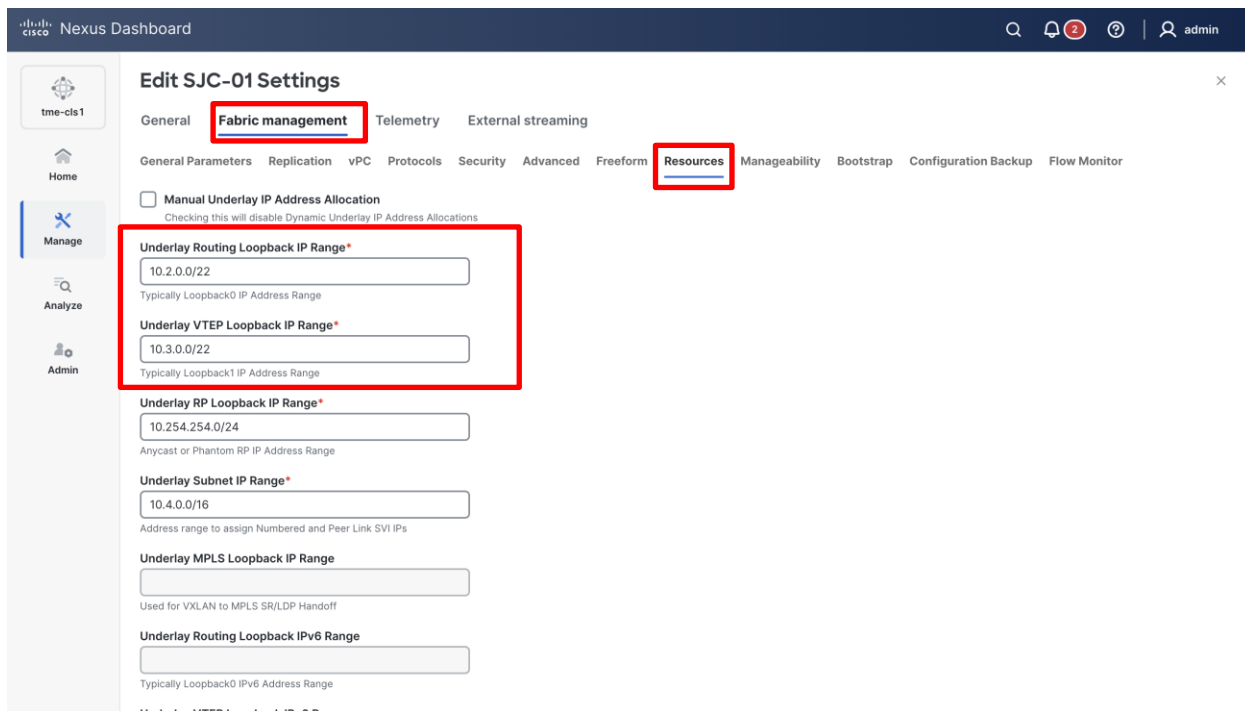 CISCO Nexus Dashboard
2
admin
tme-cls1
Home
Manage
Analyze
Admin
Edit SJC-01 Settings
General Fabric management Telemetry External streaming
General Parameters Replication vPC Protocols Security Advanced Freeform Resources Manageability Bootstrap Configuration Backup Flow Monitor
Manual Underlay IP Address Allocation
Checking this will disable Dynamic Underlay IP Address Allocations
Underlay Routing Loopback IP Range*
10.2.0.0/22
Typically Loopback0 IP Address Range
Underlay VTEP Loopback IP Range*
10.3.0.0/22
Typically Loopback1 IP Address Range
Underlay RP Loopback IP Range*
10.254.254.0/24
Anycast or Phantom RP IP Address Range
Underlay Subnet IP Range*
10.4.0.0/16
Address range to assign Numbered and Peer Link SVI IPs
Underlay MPLS Loopback IP Range
Used for VXLAN to MPLS SR/LDP Handoff
Underlay Routing Loopback IPv6 Range
Typically Loopback0 IPv6 Address Range